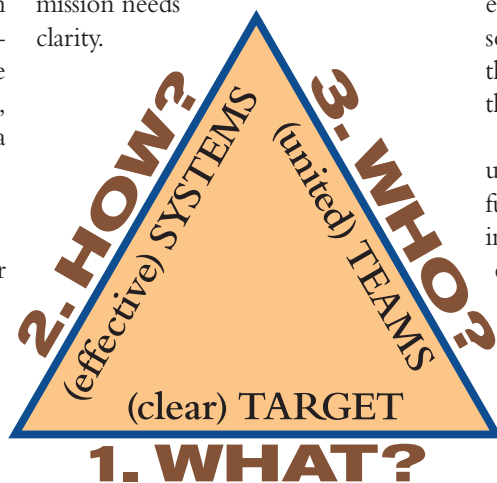 mission needs
clarity.
2. HOW?
(effective) SYSTEMS
3. WHO?
(united) TEAMS
(clear) TARGET
1. WHAT?